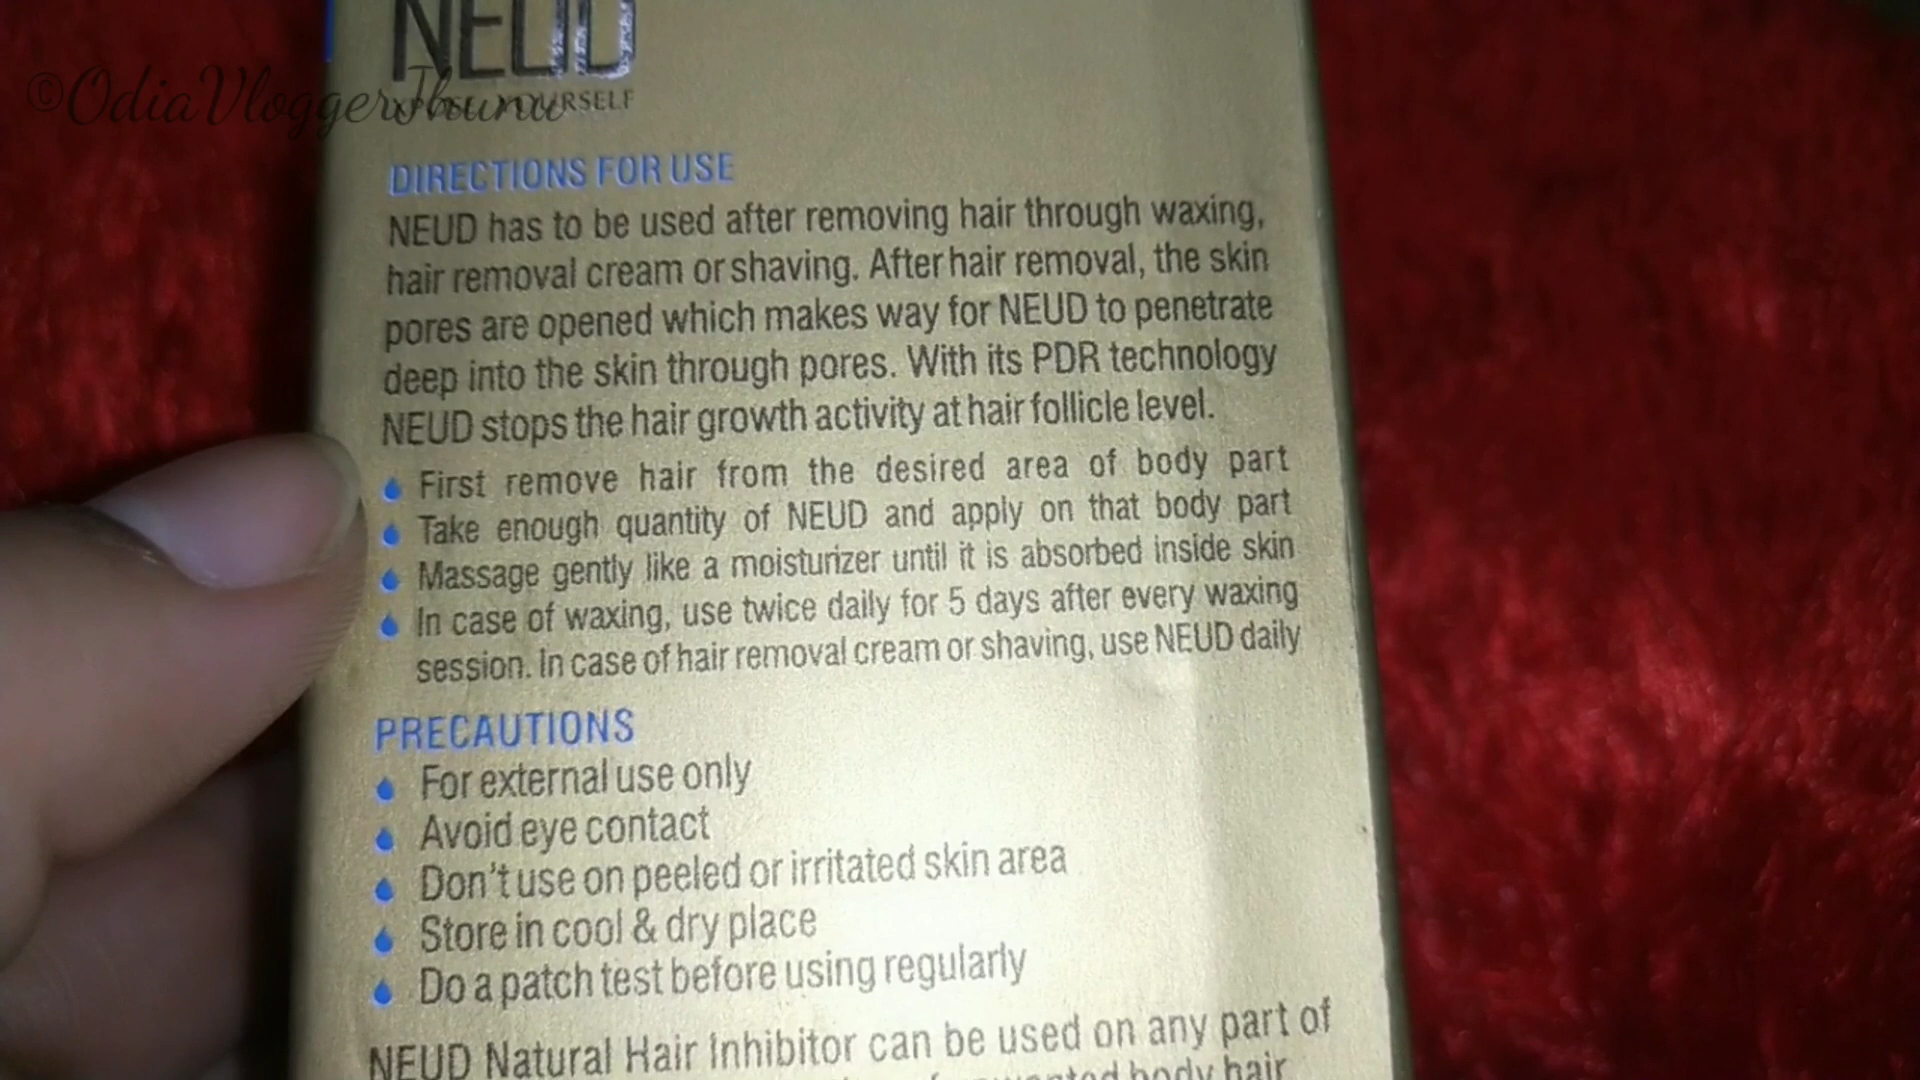 NEUD
©OdiaVloggerJhunu
YOURSELF
DIRECTIONS FOR USE
NEUD has to be used after removing hair through waxing,
hair removal cream or shaving. After hair removal, the skin
pores are opened which makes way for NEUD to penetrate
deep into the skin through pores. With its PDR technology
NEUD stops the hair growth activity at hair follicle level.
First remove hair from the desired area of body part
Take enough quantity of NEUD and apply on that body part
Massage gently like a moisturizer until it is absorbed inside skin
In case of waxing, use twice daily for 5 days after every waxing
session. In case of hair removal cream or shaving, use NEUD daily
PRECAUTIONS
For external use only
Avoid eye contact
Don't use on peeled or irritated skin area
Store in cool & dry place
Do a patch test before using regularly
NEUD Natural Hair Inhibitor can be used on any part of
body hair